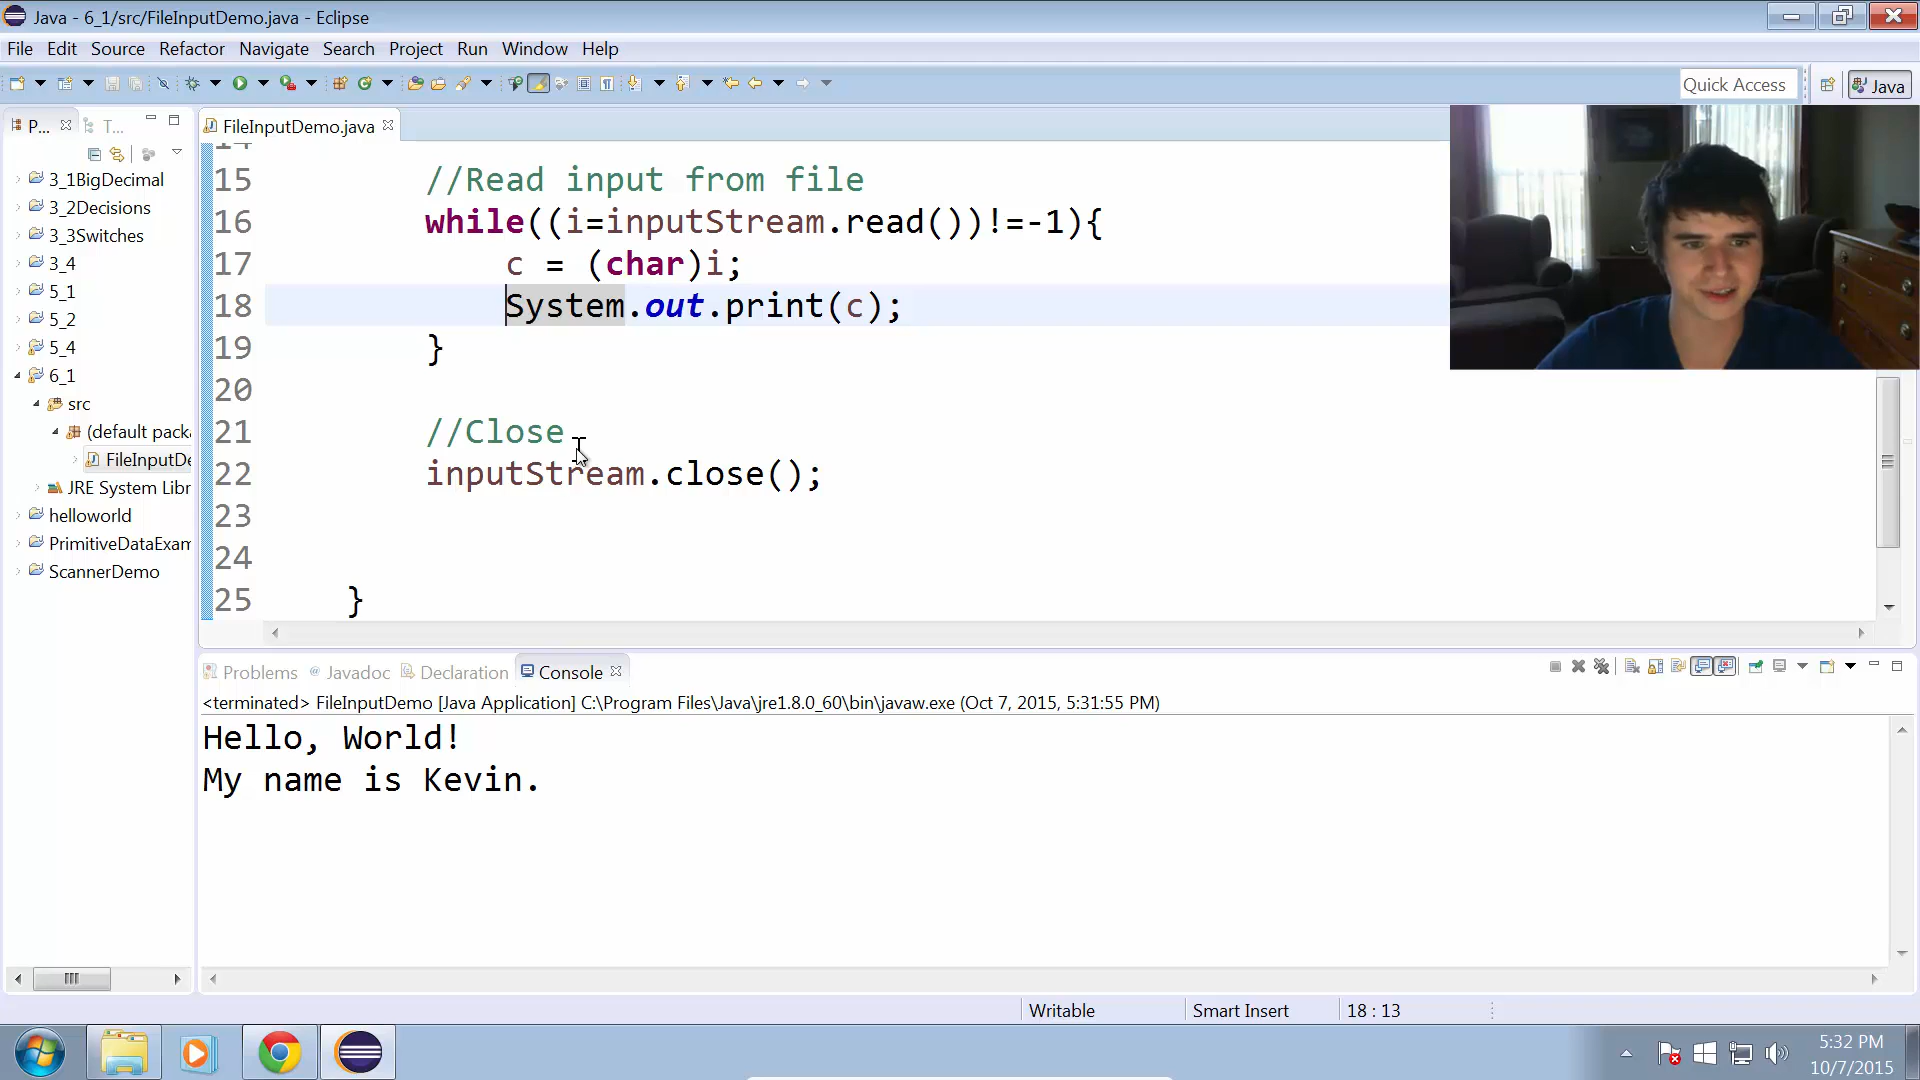 Java - 6_1/src/FileInputDemo.java - Eclipse
File Edit Source Refactor Navigate Search Project Run Window Help
Quick Access
Java
P...
T...
FileInputDemo.java
3_1BigDecimal
3_2Decisions
3_3Switches
3_4
5_1
5_2
5_4
6_1
src
(default packa
FileInputDe
JRE System Libr
helloworld
PrimitiveDataExam
ScannerDemo
15 //Read input from file
16 while((i=inputStream.read())!=-1){
17 c = (char)i;
18 System.out.print(c);
19 }
20
21 //Close
22 inputStream.close();
23
24
25 }
Problems @ Javadoc Declaration Console
<terminated> FileInputDemo [Java Application] C:\Program Files\Java\jre1.8.0_60\bin\javaw.exe (Oct 7, 2015, 5:31:55 PM)
Hello, World!
My name is Kevin.
Writable Smart Insert 18 : 13
5:32 PM
10/7/2015